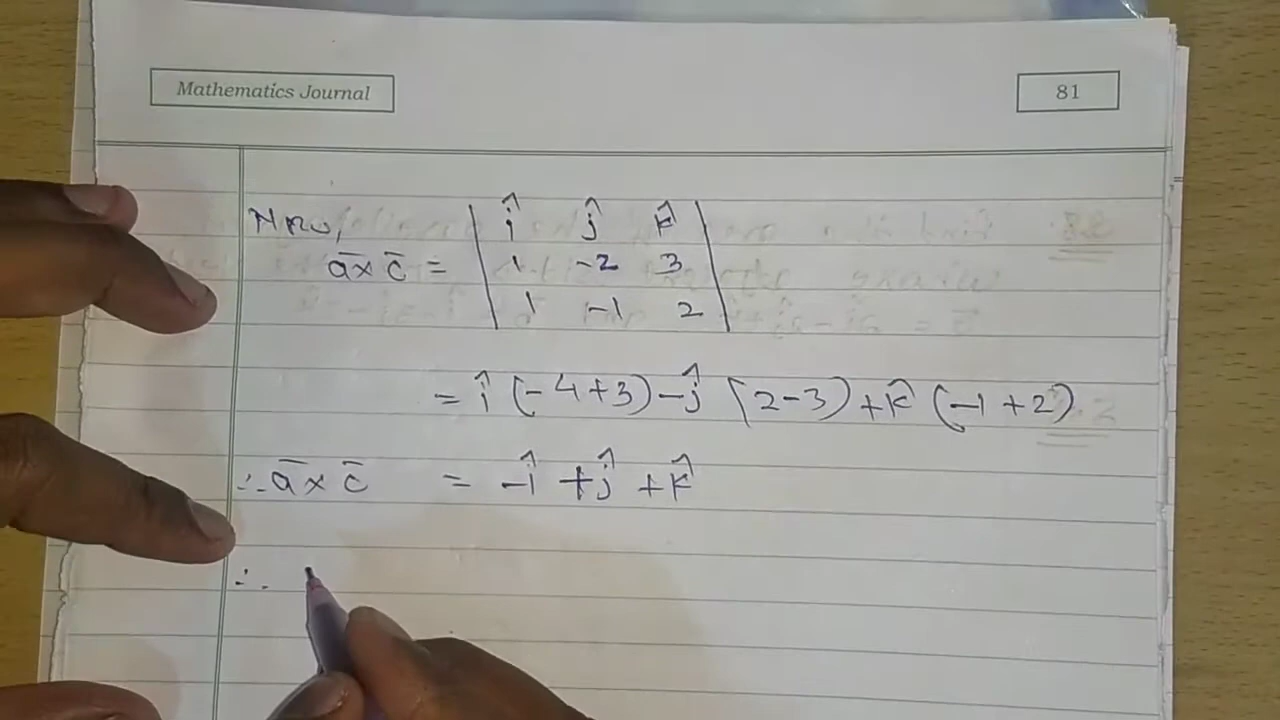 Mathematics Journal
81
Now,
î ĵ k̂
a̅ × c̅ = 1 -2 3
1 -1 2
= î (-4+3) - ĵ (2-3) + k̂ (-1+2)
∴ a̅ × c̅ = -î + ĵ + k̂
∴